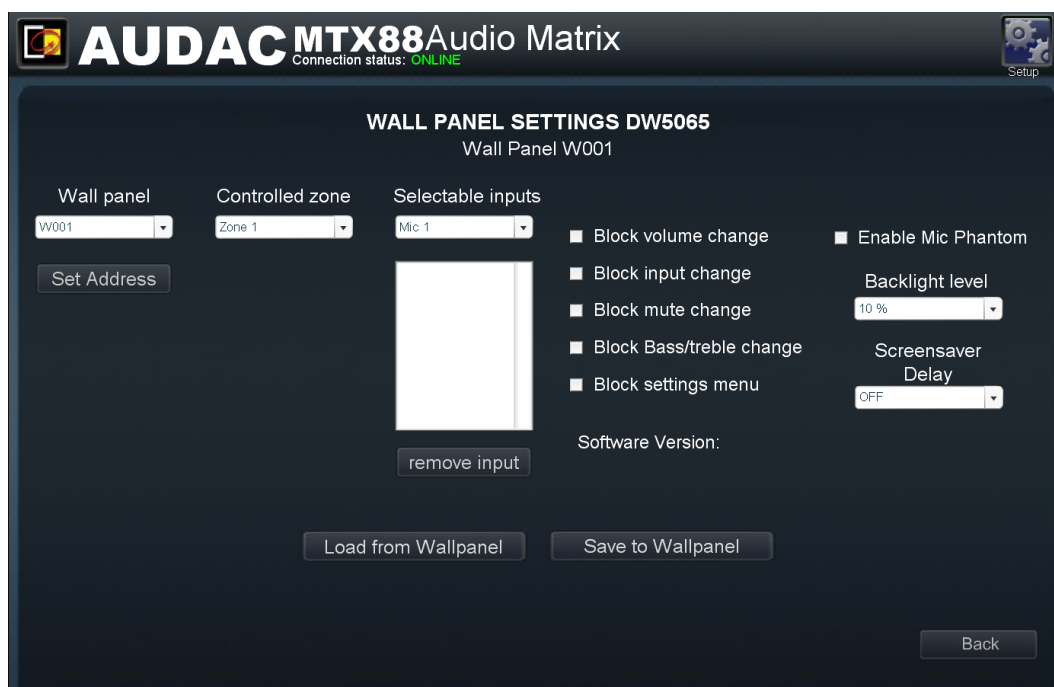 AUDAC MTX88 Audio Matrix
Connection status: ONLINE
Setup
WALL PANEL SETTINGS DW5065
Wall Panel W001
Wall panel
W001
Set Address
Controlled zone
Zone 1
Selectable inputs
Mic 1
remove input
Block volume change
Block input change
Block mute change
Block Bass/treble change
Block settings menu
Software Version:
Enable Mic Phantom
Backlight level
10 %
Screensaver
Delay
OFF
Load from Wallpanel
Save to Wallpanel
Back